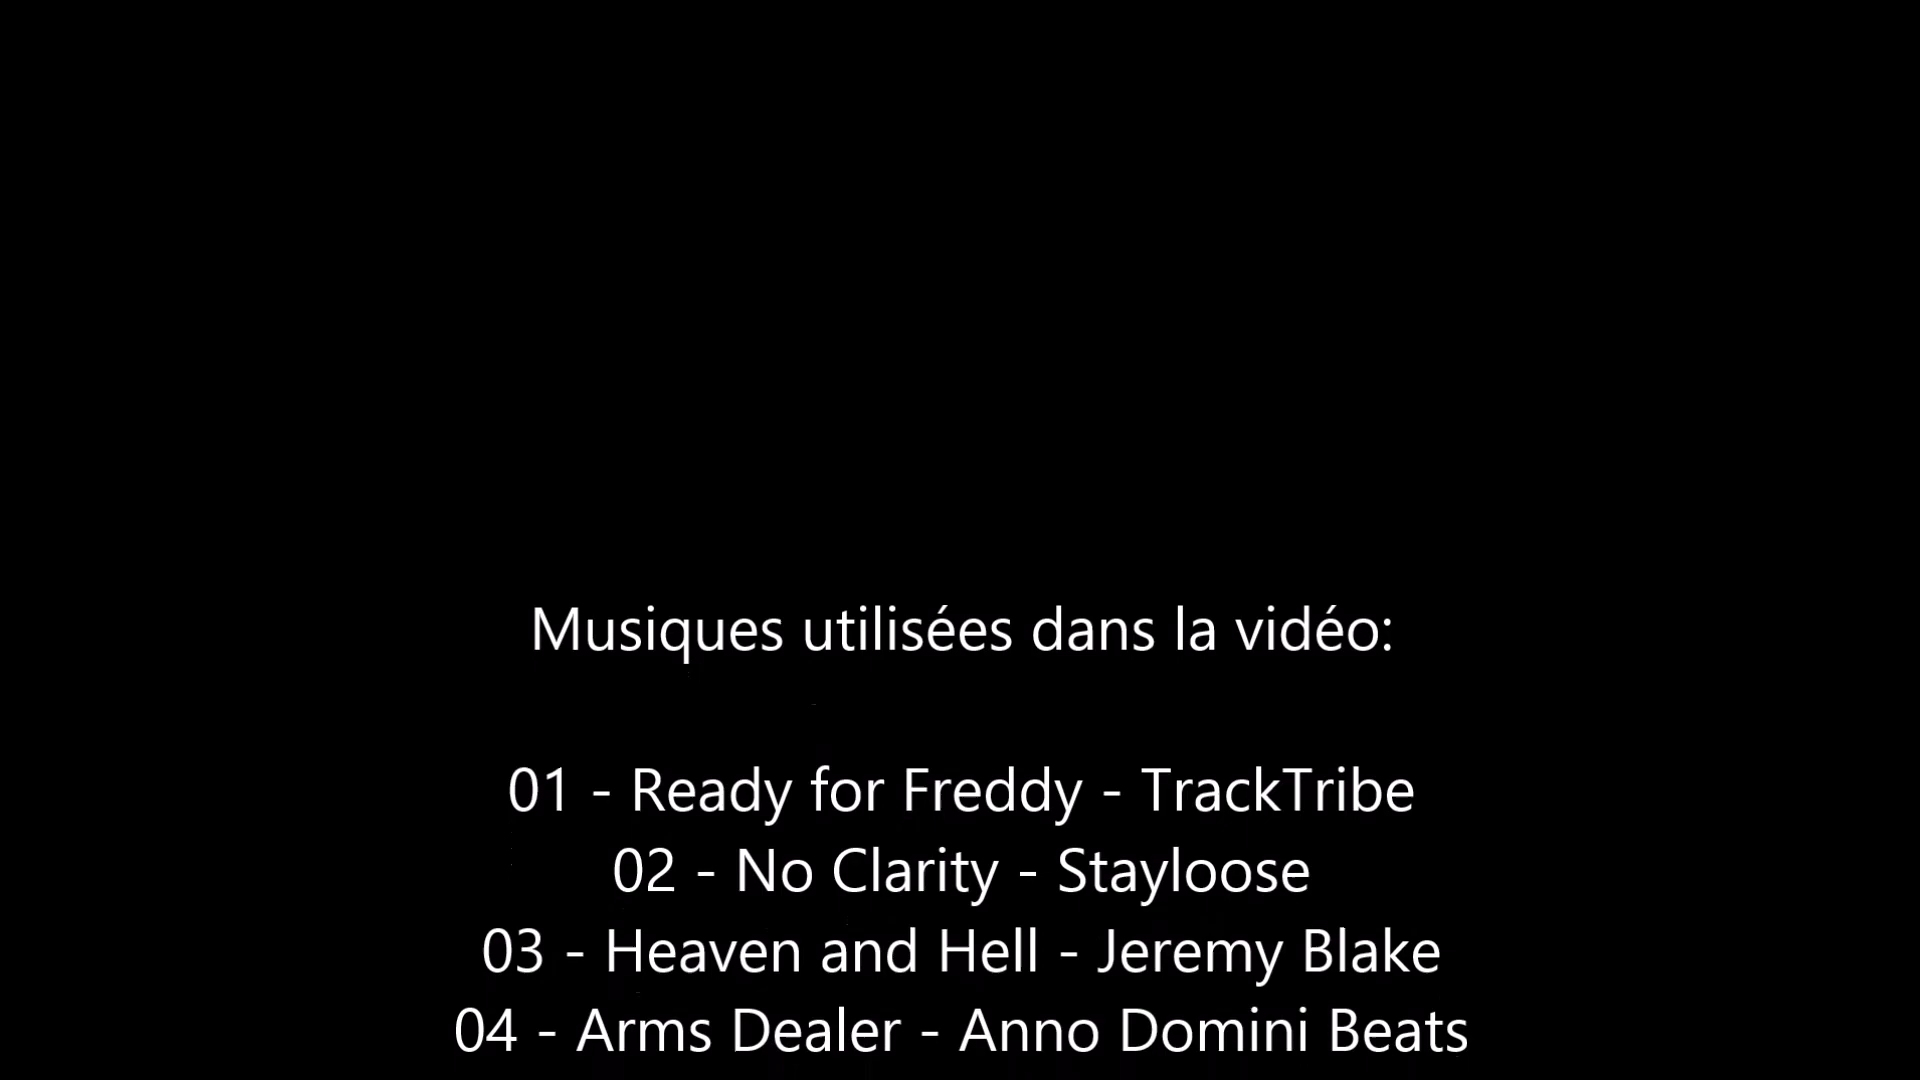 Musiques utilisées dans la vidéo:
01 - Ready for Freddy - TrackTribe
02 - No Clarity - Stayloose
03 - Heaven and Hell - Jeremy Blake
04 - Arms Dealer - Anno Domini Beats